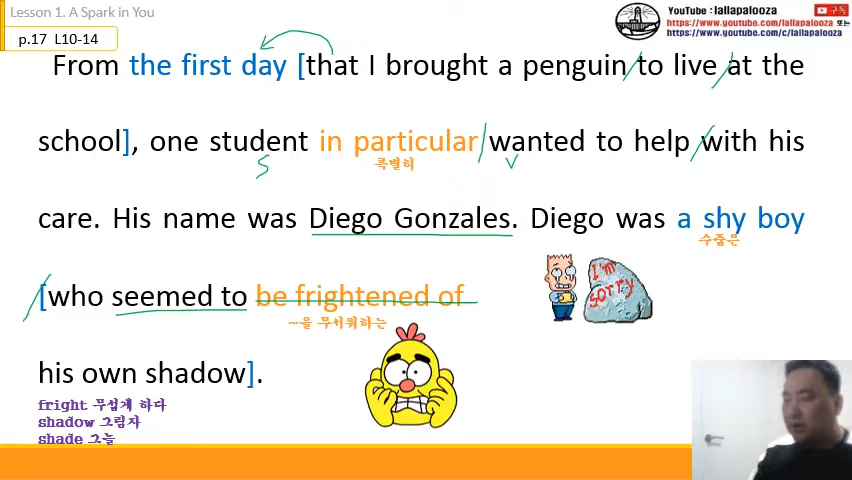 Lesson 1. A Spark in You
p.17 L10-14
YouTube : lallapalooza
구독
https://www.youtube.com/lallapalooza 또는
https://www.youtube.com/c/lallapalooza
From the first day [that I brought a penguin to live at the
school], one student in particular wanted to help with his
S
특별히
V
care. His name was Diego Gonzales. Diego was a shy boy
수줍은
I'm
sorry
[who seemed to be frightened of
~을 무서워하는
his own shadow].
fright 무섭게 하다
shadow 그림자
shade 그늘